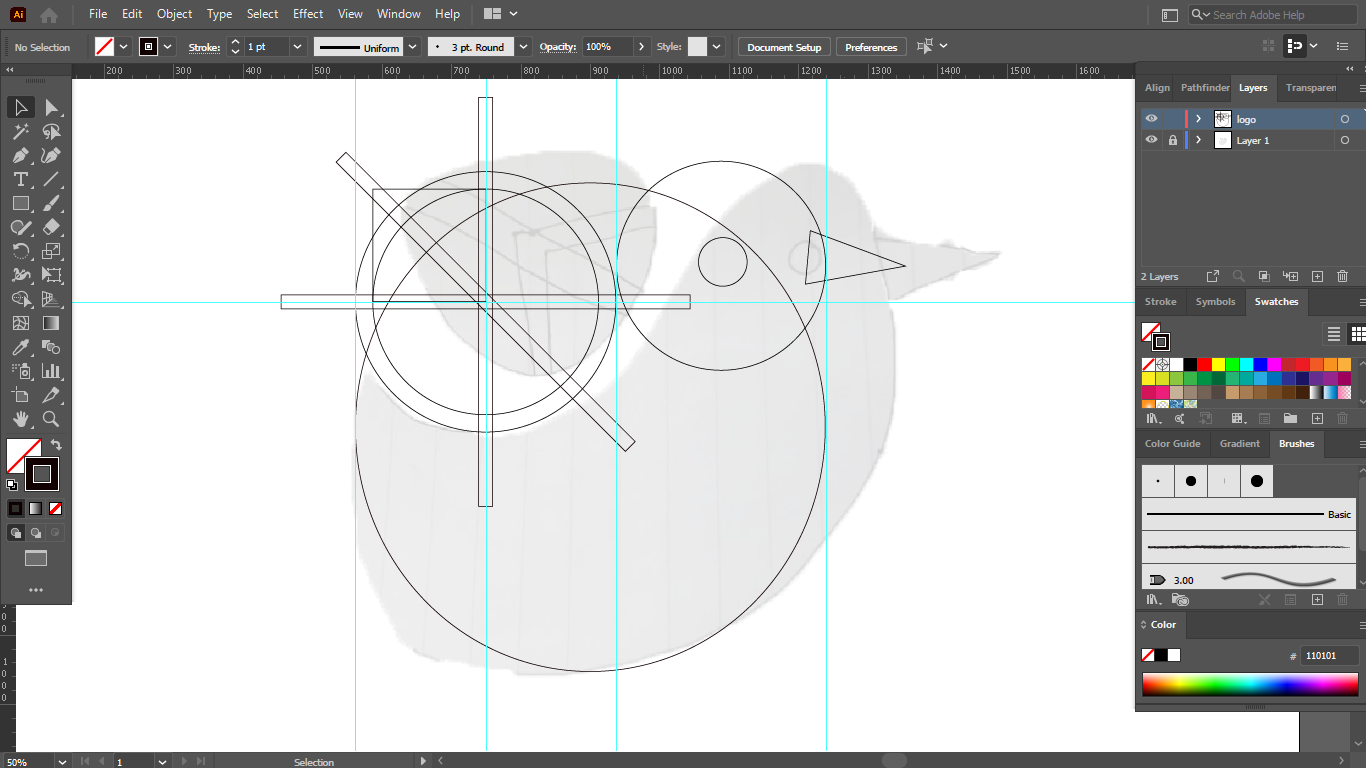 Ai File Edit Object Type Select Effect View Window Help Search Adobe Help
No Selection Stroke: 1 pt Uniform 3 pt. Round Opacity: 100% Style: Document Setup Preferences
200 300 400 500 600 700 800 900 1000 1100 1200 1300 1400 1500 1600
Align Pathfinder Layers Transparen
logo
Layer 1
2 Layers
Stroke Symbols Swatches
Color Guide Gradient Brushes
Basic
3.00
Color
# 110101
50% 1 Selection